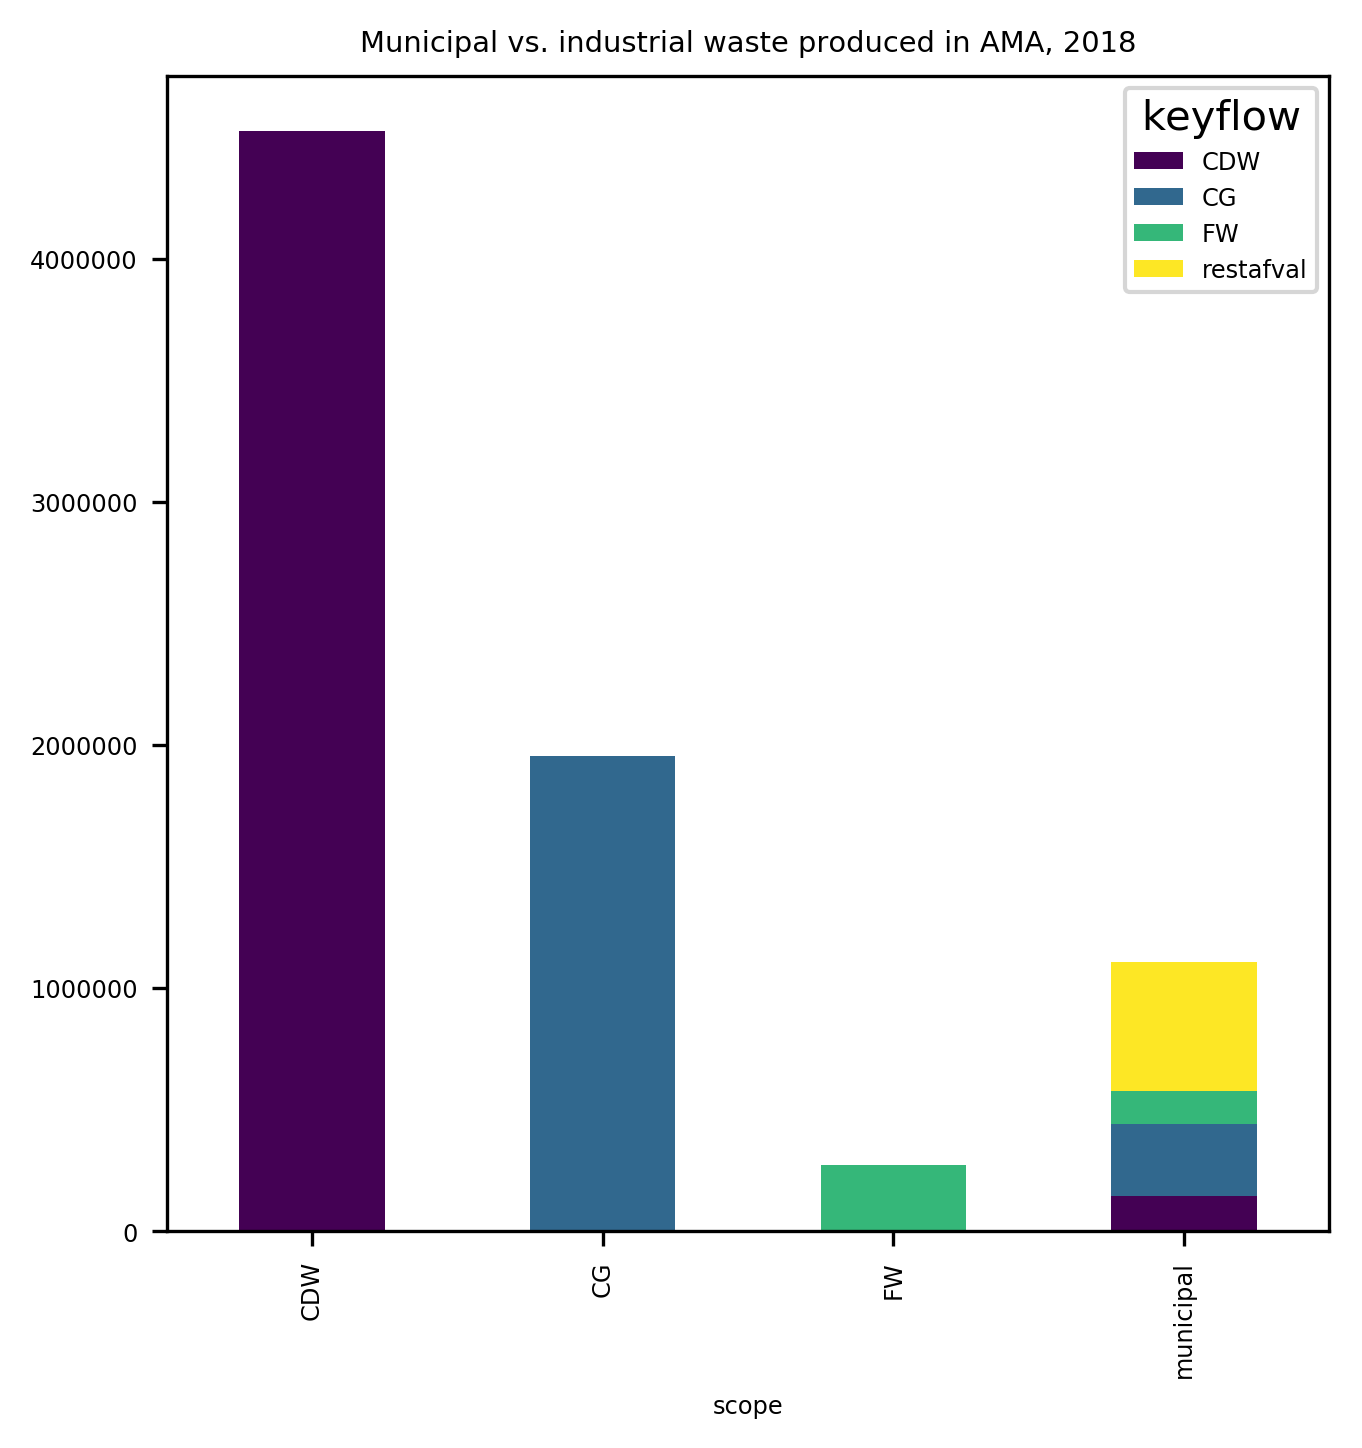 Municipal vs. industrial waste produced in AMA, 2018
keyflow
CDW
CG
FW
restafval
4000000
3000000
2000000
1000000
0
CDW
CG
FW
municipal
scope